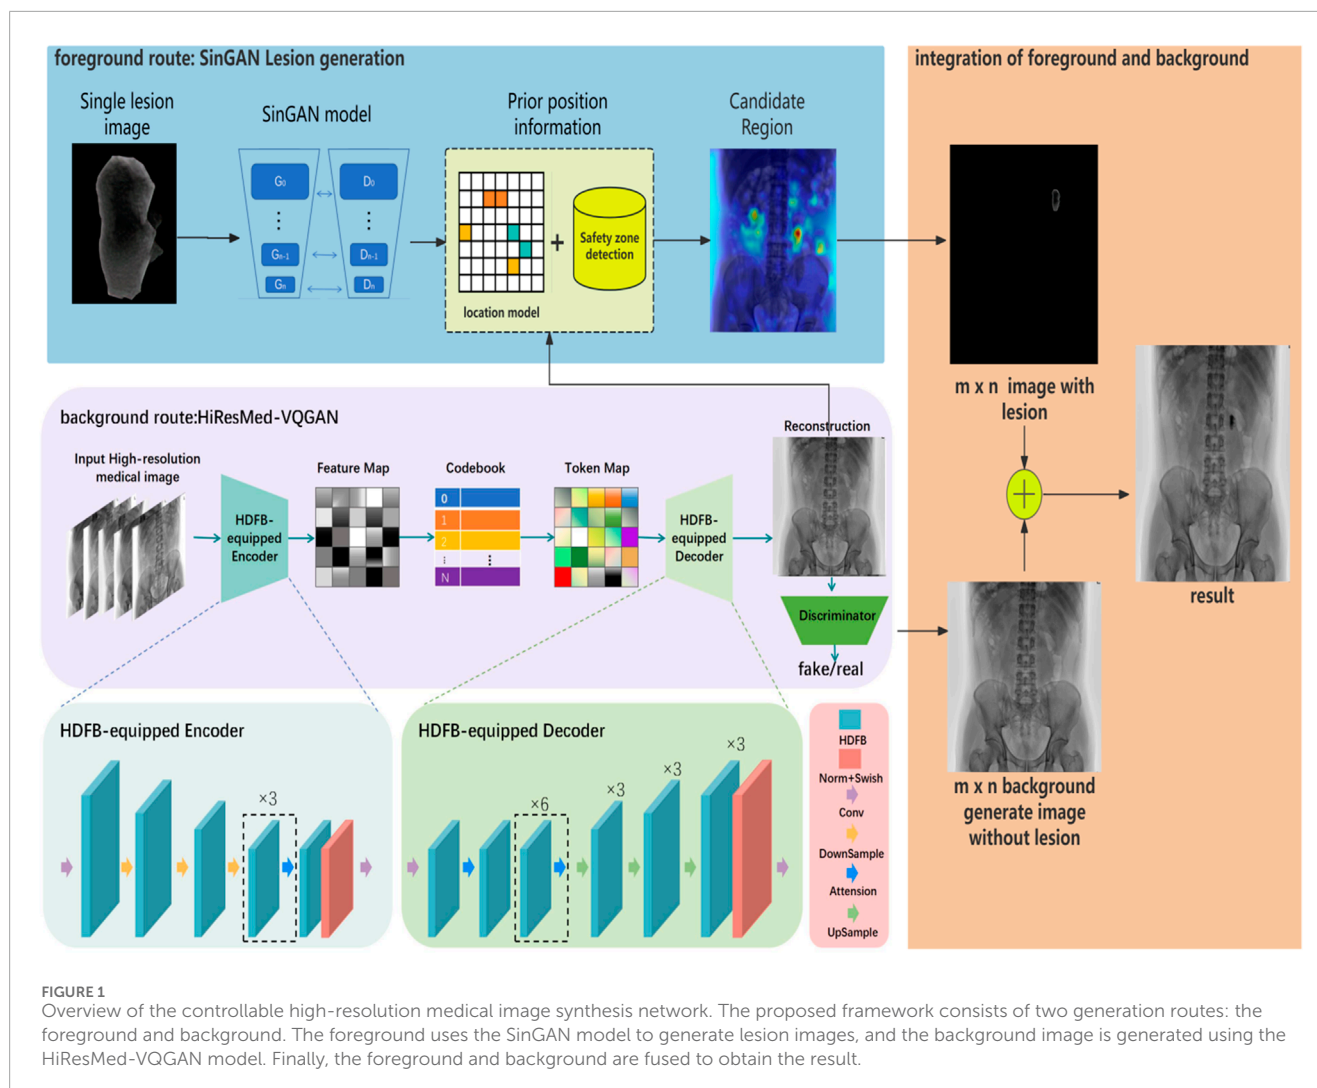 foreground route: SinGAN Lesion generation
Single lesion
image
SinGAN model
G0
D0
Gn-1
Dn-1
Gn
Dn
Prior position
information
location model
+
Safety zone
detection
Candidate
Region
integration of foreground and background
m x n image with
lesion
result
m x n background
generate image
without lesion
background route:HiResMed-VQGAN
Input High-resolution
medical image
HDFB-
equipped
Encoder
Feature Map
Codebook
0
1
2
⋮
N
Token Map
HDFB-
equipped
Decoder
Reconstruction
Discriminator
fake/real
HDFB-equipped Encoder
×3
HDFB-equipped Decoder
×6
×3
×3
×3
HDFB
Norm+Swish
Conv
DownSample
Attension
UpSample
FIGURE 1
Overview of the controllable high-resolution medical image synthesis network. The proposed framework consists of two generation routes: the
foreground and background. The foreground uses the SinGAN model to generate lesion images, and the background image is generated using the
HiResMed-VQGAN model. Finally, the foreground and background are fused to obtain the result.